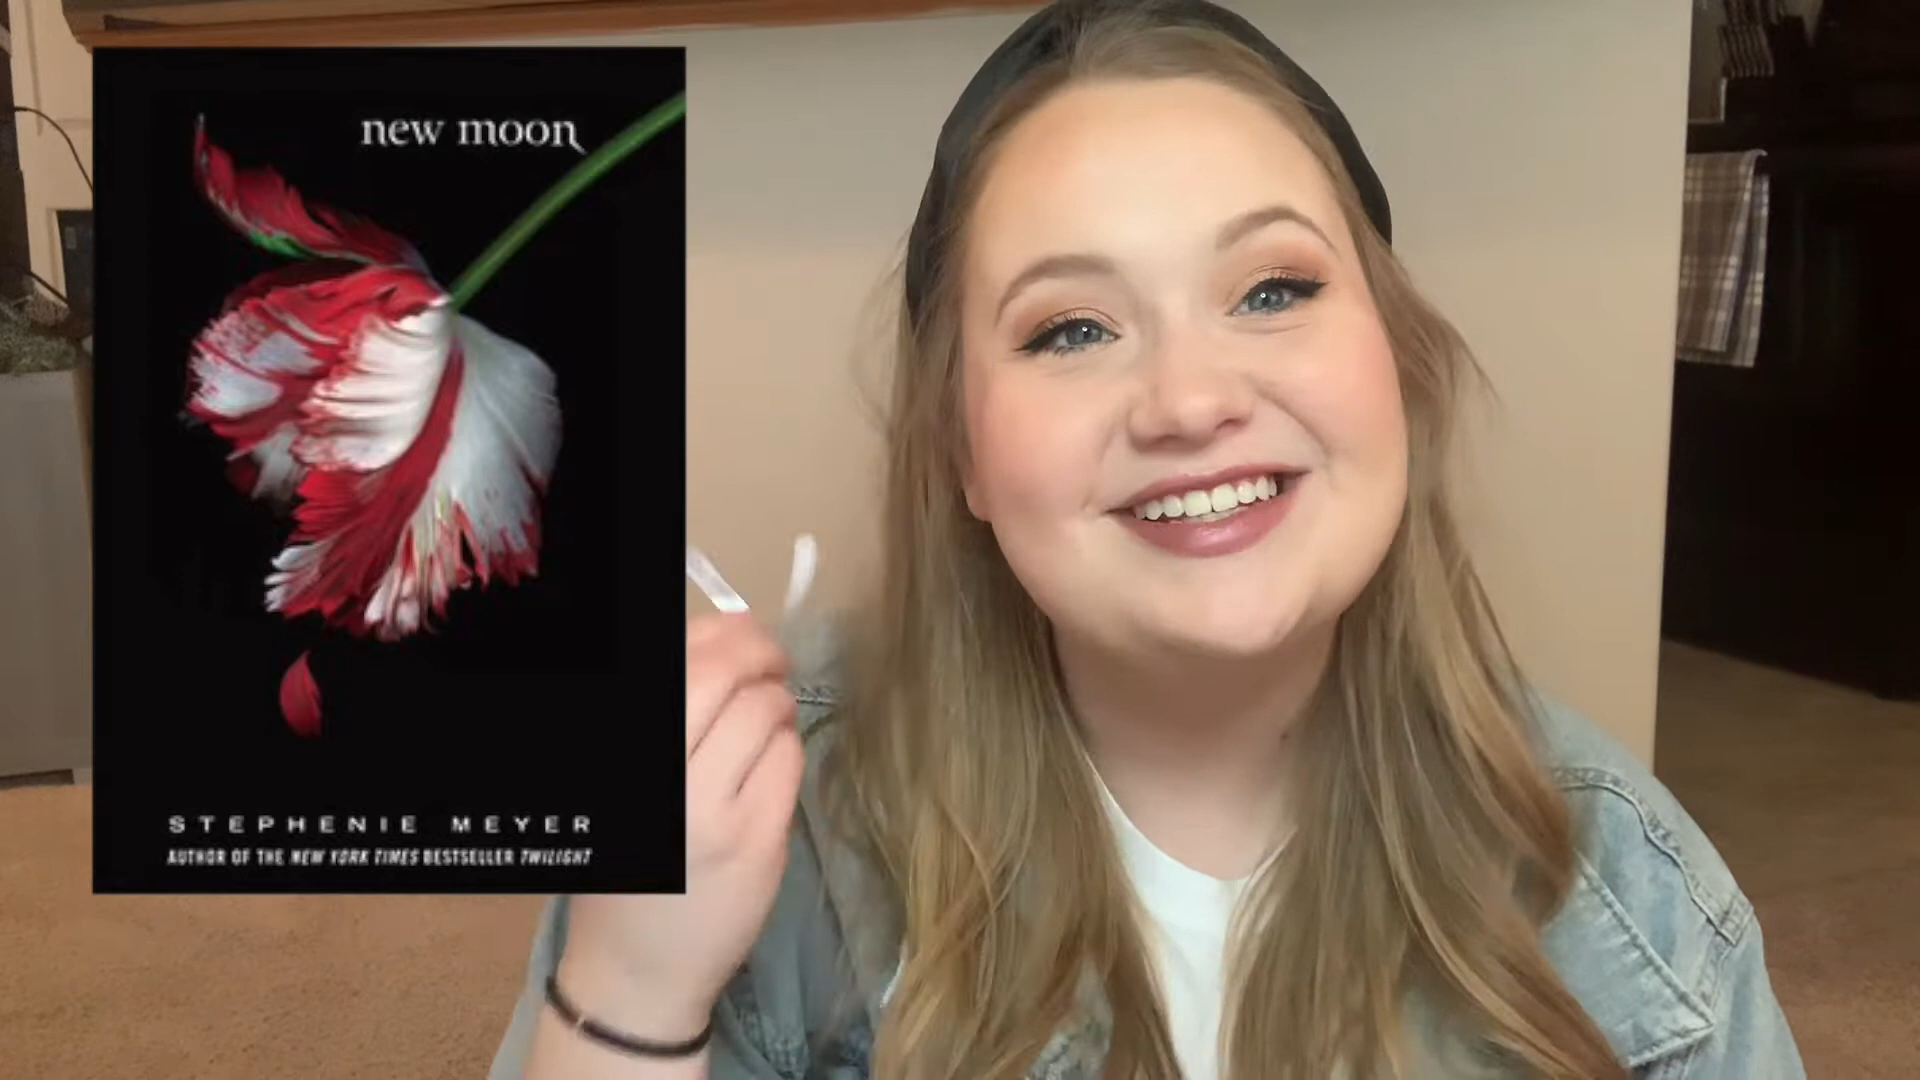 new moon
STEPHENIE MEYER
AUTHOR OF THE NEW YORK TIMES BESTSELLER TWILIGHT